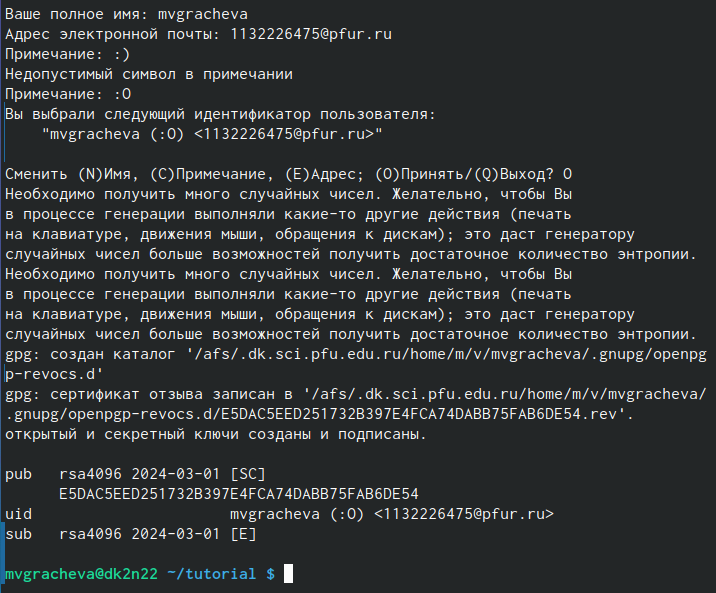 Ваше полное имя: mvgracheva
Адрес электронной почты: 1132226475@pfur.ru
Примечание: :)
Недопустимый символ в примечании
Примечание: :O
Вы выбрали следующий идентификатор пользователя:
    "mvgracheva (:O) <1132226475@pfur.ru>"

Сменить (N)Имя, (C)Примечание, (E)Адрес; (O)Принять/(Q)Выход? O
Необходимо получить много случайных чисел. Желательно, чтобы Вы
в процессе генерации выполняли какие-то другие действия (печать
на клавиатуре, движения мыши, обращения к дискам); это даст генератору
случайных чисел больше возможностей получить достаточное количество энтропии.
Необходимо получить много случайных чисел. Желательно, чтобы Вы
в процессе генерации выполняли какие-то другие действия (печать
на клавиатуре, движения мыши, обращения к дискам); это даст генератору
случайных чисел больше возможностей получить достаточное количество энтропии.
gpg: создан каталог '/afs/.dk.sci.pfu.edu.ru/home/m/v/mvgracheva/.gnupg/openpg
p-revocs.d'
gpg: сертификат отзыва записан в '/afs/.dk.sci.pfu.edu.ru/home/m/v/mvgracheva/
.gnupg/openpgp-revocs.d/E5DAC5EED251732B397E4FCA74DABB75FAB6DE54.rev'.
открытый и секретный ключи созданы и подписаны.

pub   rsa4096 2024-03-01 [SC]
      E5DAC5EED251732B397E4FCA74DABB75FAB6DE54
uid                      mvgracheva (:O) <1132226475@pfur.ru>
sub   rsa4096 2024-03-01 [E]

mvgracheva@dk2n22 ~/tutorial $